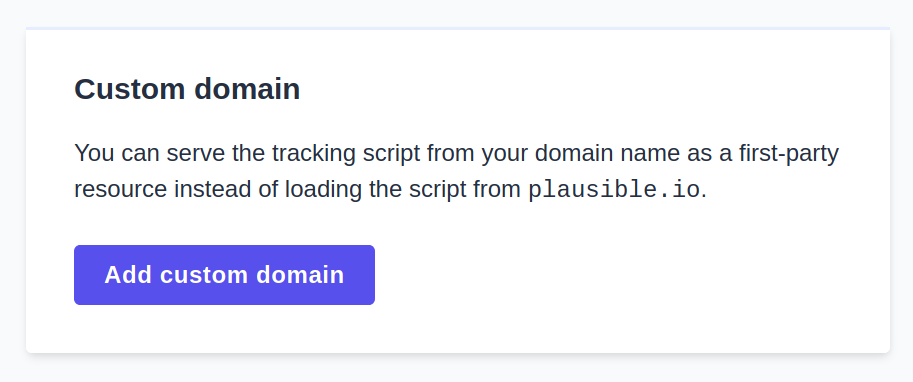 Custom domain
You can serve the tracking script from your domain name as a first-party
resource instead of loading the script from plausible.io.
Add custom domain